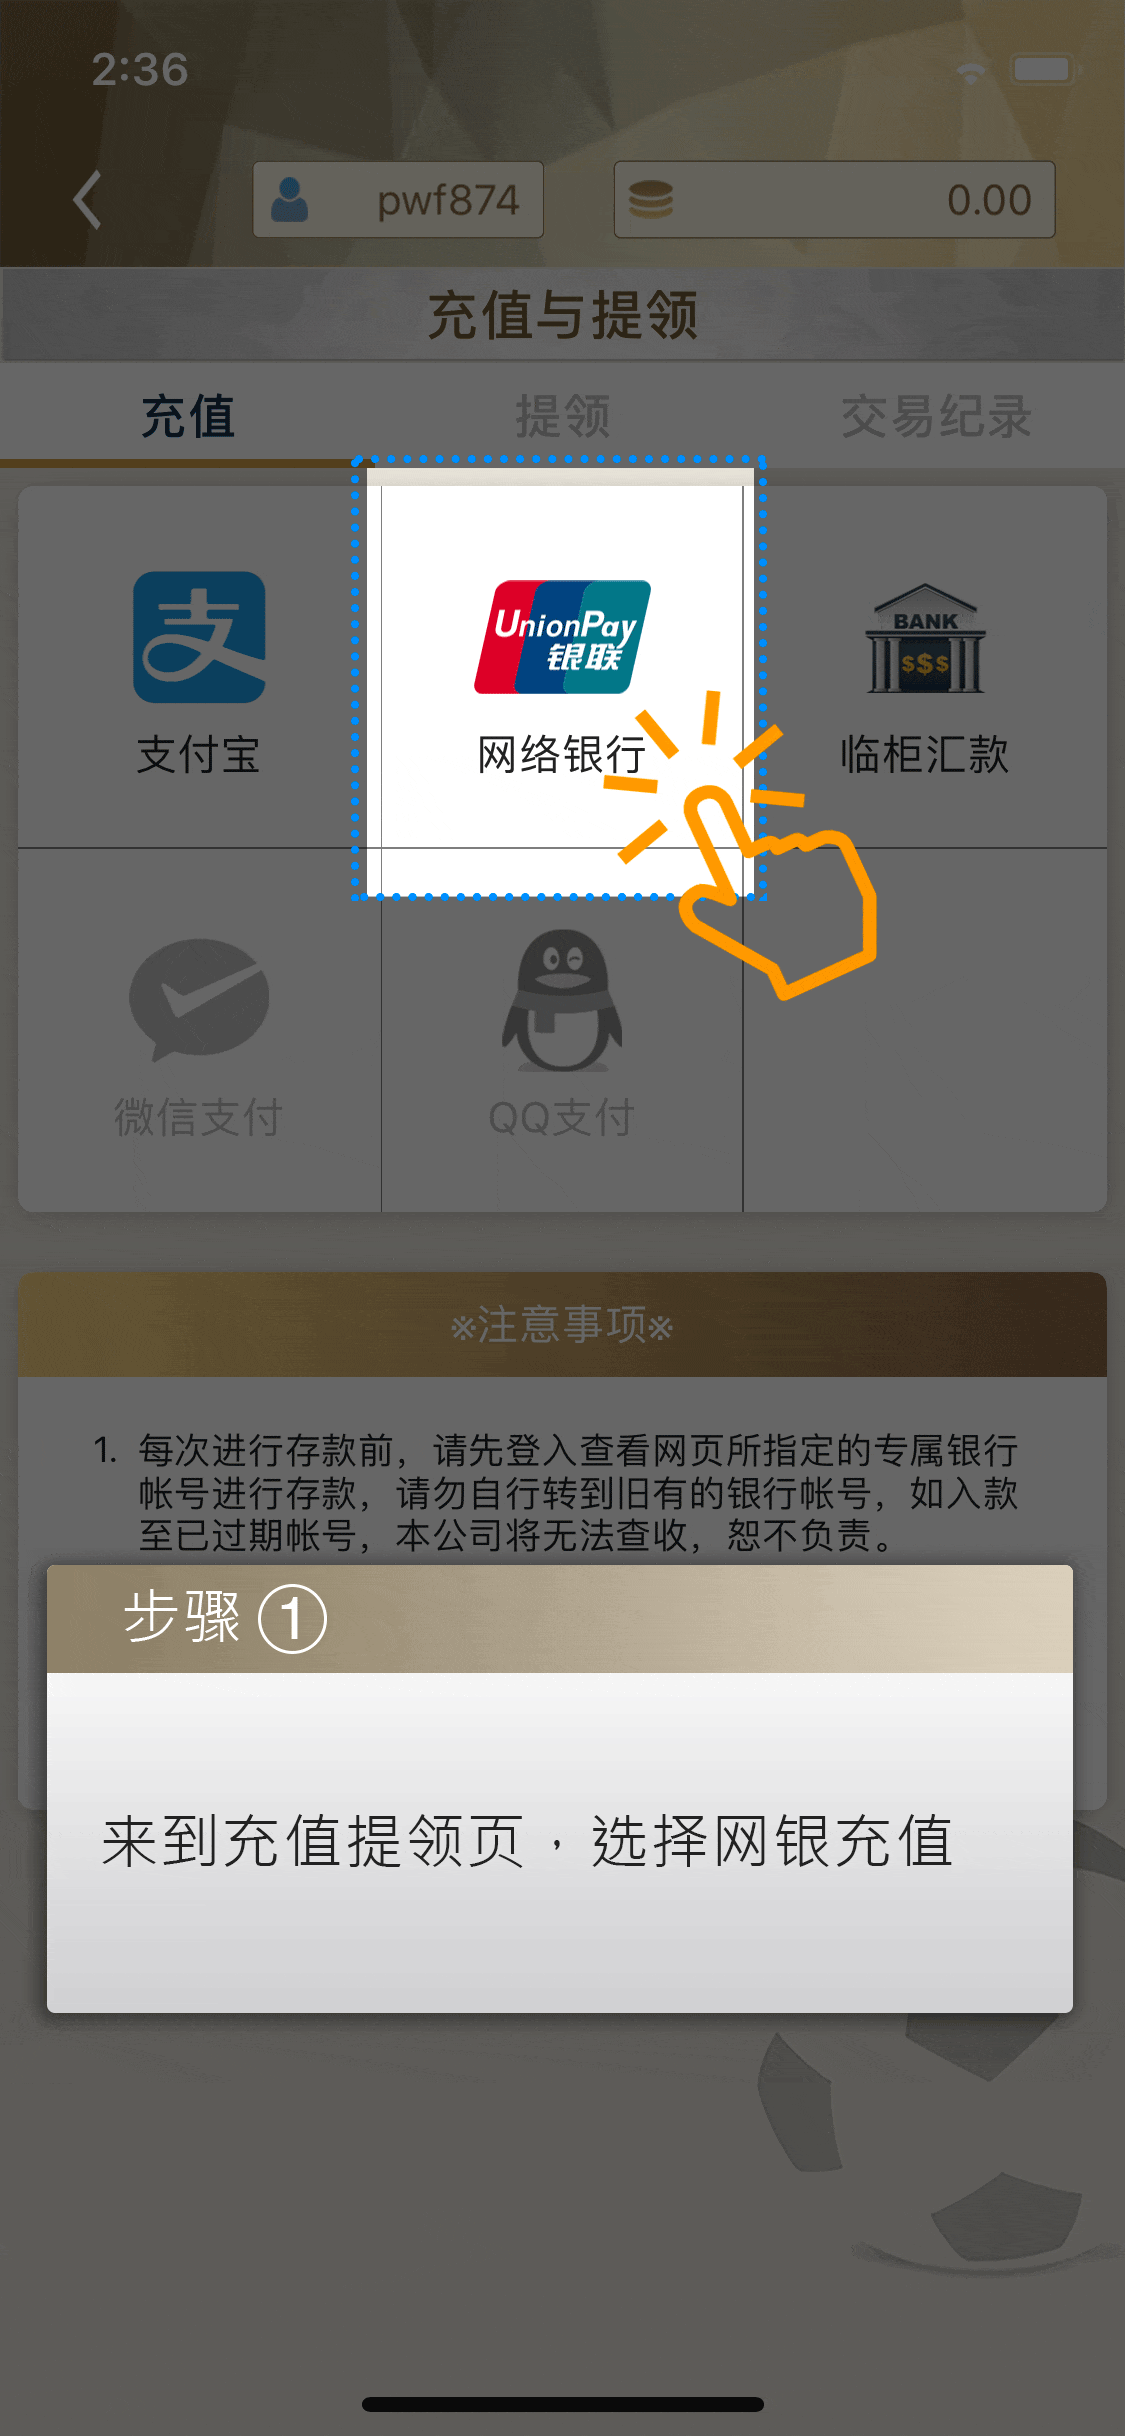 2:36
pwf874
0.00
充值与提领
充值
提领
交易纪录
UnionPay
银联
BANK
$$$
支
支付宝
网络银行
临柜汇款
微信支付
QQ支付
※注意事项※
1. 每次进行存款前，请先登入查看网页所指定的专属银行
帐号进行存款，请勿自行转到旧有的银行帐号，如入款
至已过期帐号，本公司将无法查收，恕不负责。
步骤 ①
来到充值提领页，选择网银充值